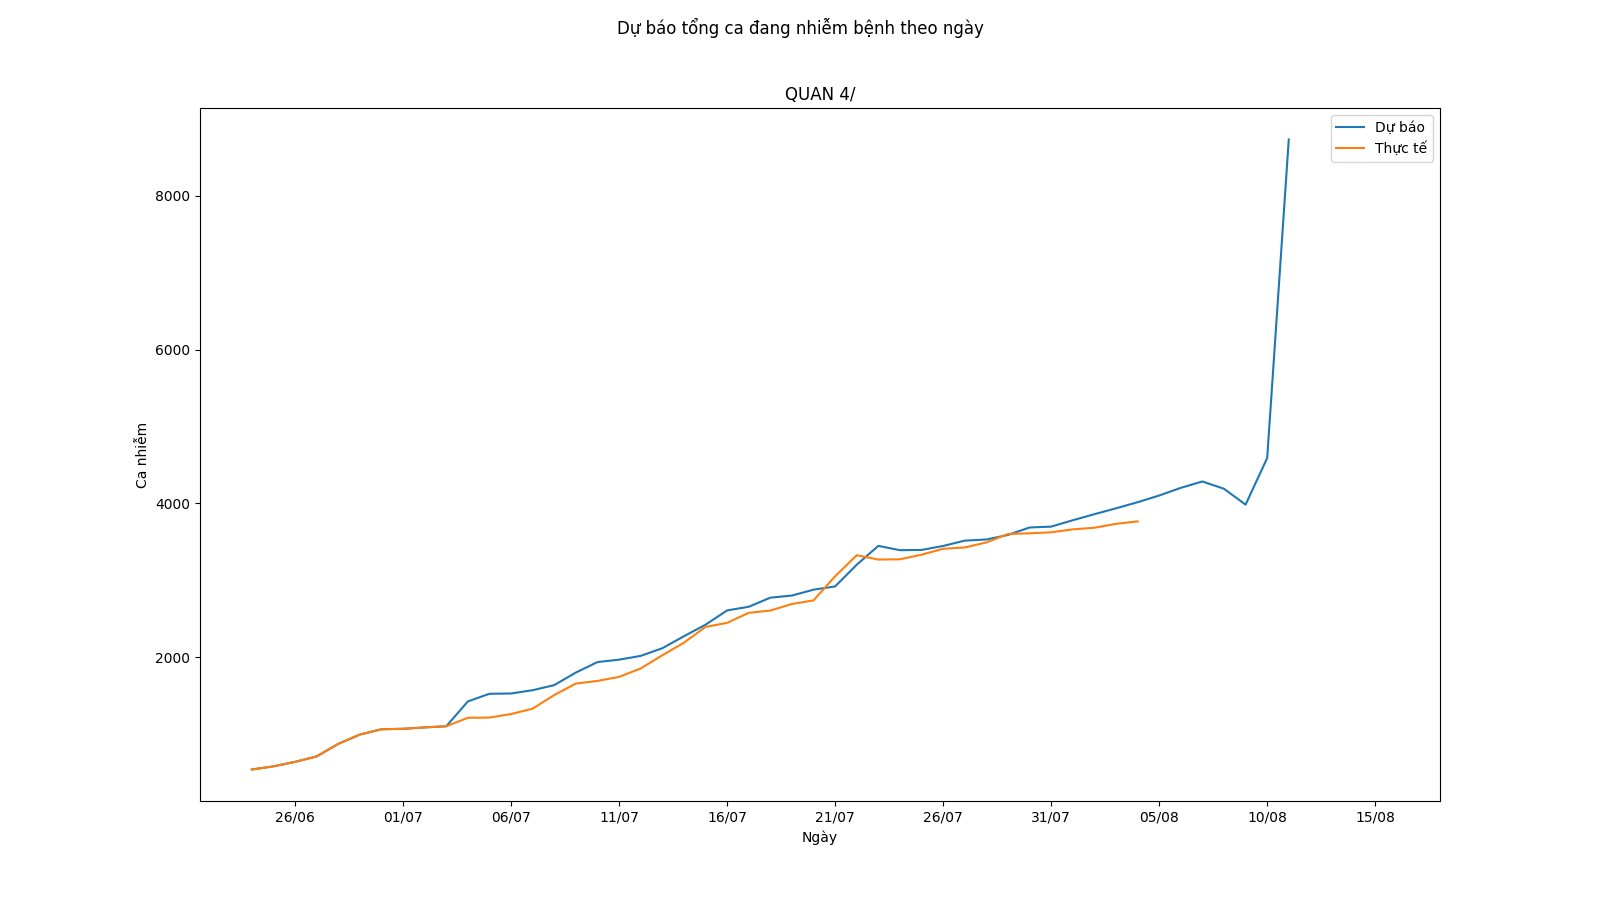 Dự báo tổng ca đang nhiễm bệnh theo ngày
QUAN 4/
Dự báo
Thực tế
8000
6000
4000
2000
Ca nhiễm
26/06 01/07 06/07 11/07 16/07 21/07 26/07 31/07 05/08 10/08 15/08
Ngày